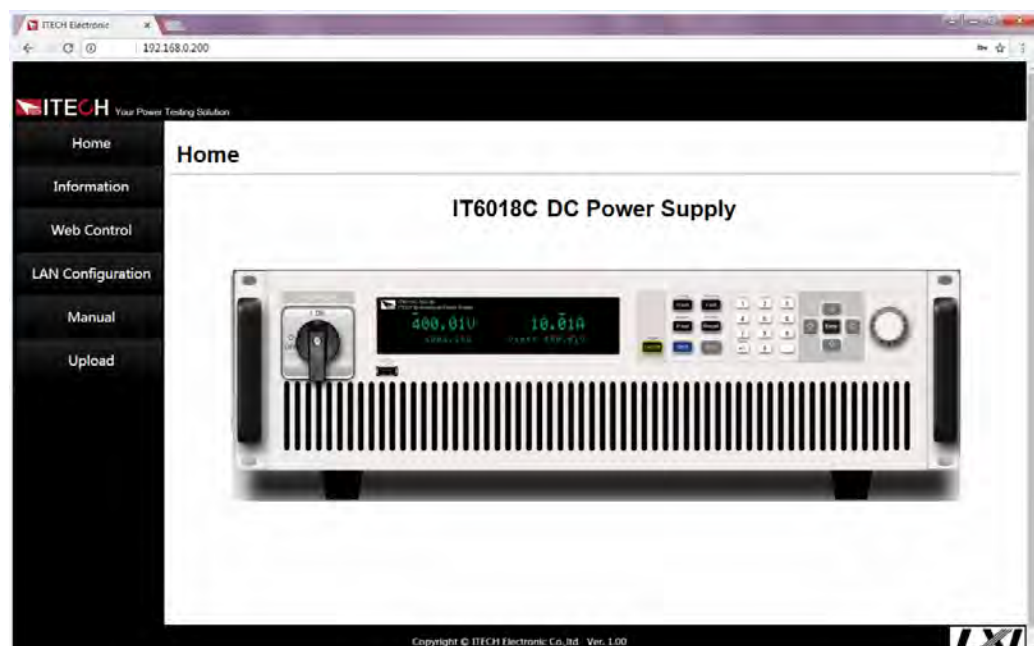 ITECH Electronic
192.168.0.200
ITECH Your Power Testing Solution
Home
Information
Web Control
LAN Configuration
Manual
Upload
Home
IT6018C DC Power Supply
400.01V 10.01A
Copyright © ITECH Electronic Co.,ltd Ver. 1.00
LXI